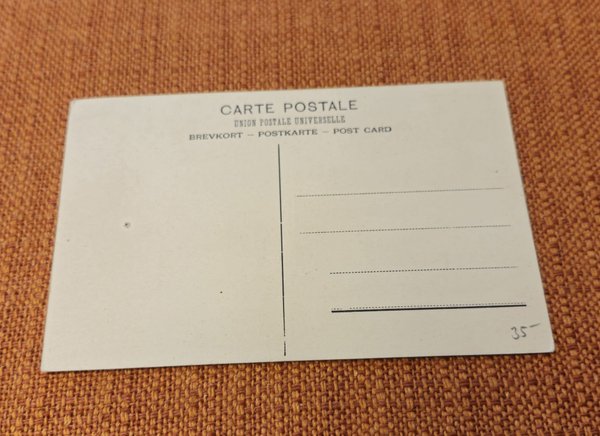 CARTE POSTALE
UNION POSTALE UNIVERSELLE
BREVKORT – POSTKARTE – POST CARD
35-